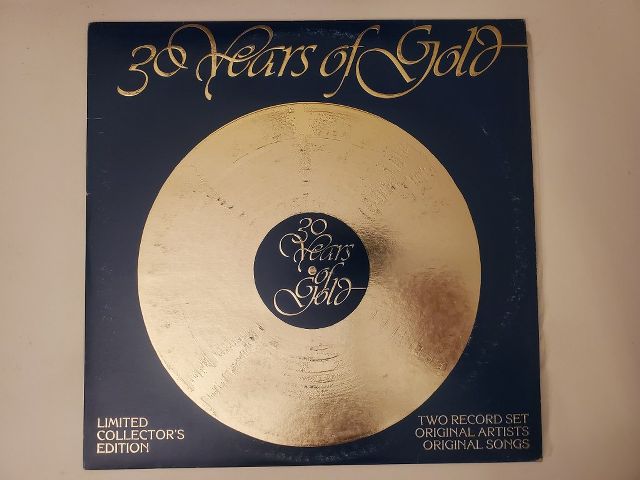 30 Years of Gold
30
Years
of
Gold
LIMITED
COLLECTOR'S
EDITION
TWO RECORD SET
ORIGINAL ARTISTS
ORIGINAL SONGS